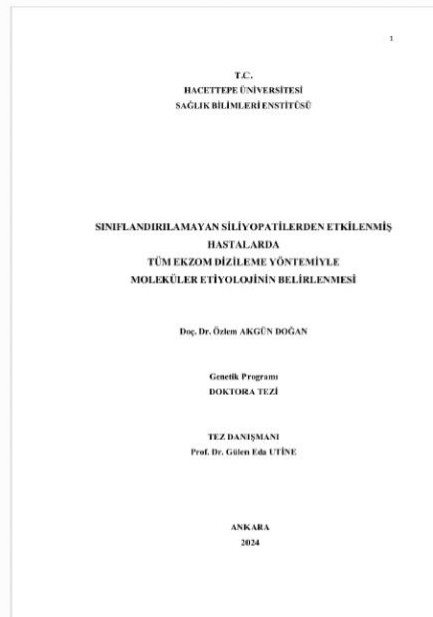 1
T.C.
HACETTEPE ÜNİVERSİTESİ
SAĞLIK BİLİMLERİ ENSTİTÜSÜ
SINIFLANDIRILAMAYAN SİLİYOPATİLERDEN ETKİLENMİŞ
HASTALARDA
TÜM EKZOM DİZİLEME YÖNTEMİYLE
MOLEKÜLER ETİYOLOJİNİN BELİRLENMESİ
Doç. Dr. Özlem AKGÜN DOĞAN
Genetik Programı
DOKTORA TEZİ
TEZ DANIŞMANI
Prof. Dr. Gülen Eda UTİNE
ANKARA
2024